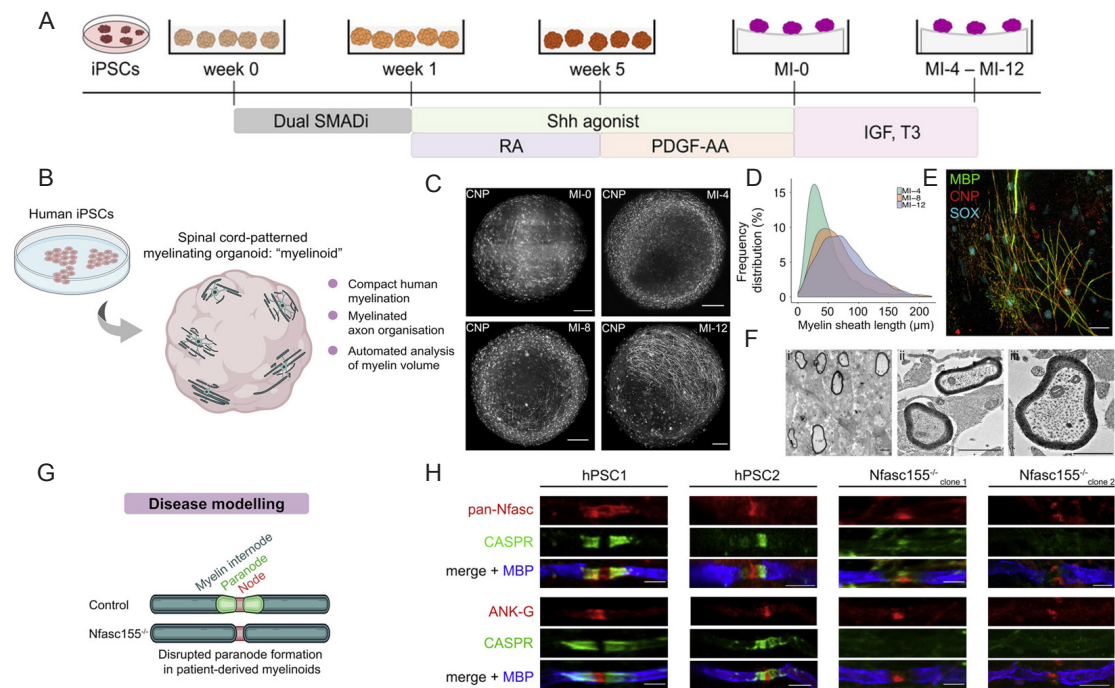 A
iPSCs
week 0
week 1
week 5
MI-0
MI-4 – MI-12
Dual SMADi
Shh agonist
RA
PDGF-AA
IGF, T3
B
Human iPSCs
Spinal cord-patterned
myelinating organoid: “myelinoid”
Compact human
myelination
Myelinated
axon organisation
Automated analysis
of myelin volume
C
CNP
MI-0
CNP
MI-4
CNP
MI-8
CNP
MI-12
D
Frequency
distribution (%)
15
10
5
0
0
50
100
150
200
Myelin sheath length (μm)
MI-4
MI-8
MI-12
E
MBP
CNP
SOX
F
i
ii
iii
G
Disease modelling
Myelin internode
Paranode
Node
Control
Nfasc155-/-
Disrupted paranode formation
in patient-derived myelinoids
H
hPSC1
hPSC2
Nfasc155-/- clone 1
Nfasc155-/- clone 2
pan-Nfasc
CASPR
merge + MBP
ANK-G
CASPR
merge + MBP